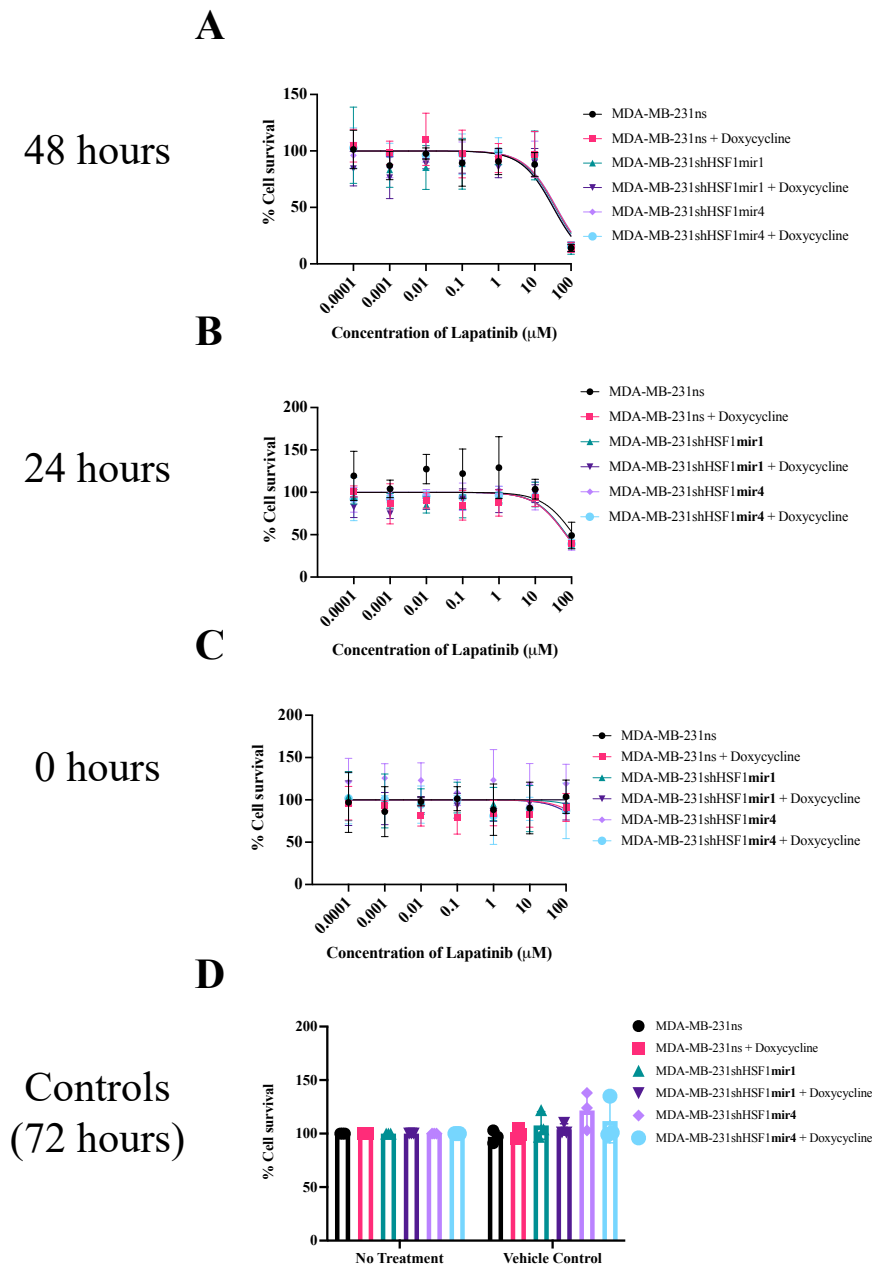 A
48 hours
% Cell survival
150
100
50
0
0.0001
0.001
0.01
0.1
1
10
100
Concentration of Lapatinib (μM)
MDA-MB-231ns
MDA-MB-231ns + Doxycycline
MDA-MB-231shHSF1mir1
MDA-MB-231shHSF1mir1 + Doxycycline
MDA-MB-231shHSF1mir4
MDA-MB-231shHSF1mir4 + Doxycycline
B
24 hours
% Cell survival
200
150
100
50
0
0.0001
0.001
0.01
0.1
1
10
100
Concentration of Lapatinib (μM)
MDA-MB-231ns
MDA-MB-231ns + Doxycycline
MDA-MB-231shHSF1mir1
MDA-MB-231shHSF1mir1 + Doxycycline
MDA-MB-231shHSF1mir4
MDA-MB-231shHSF1mir4 + Doxycycline
C
0 hours
% Cell survival
200
150
100
50
0
0.0001
0.001
0.01
0.1
1
10
100
Concentration of Lapatinib (μM)
MDA-MB-231ns
MDA-MB-231ns + Doxycycline
MDA-MB-231shHSF1mir1
MDA-MB-231shHSF1mir1 + Doxycycline
MDA-MB-231shHSF1mir4
MDA-MB-231shHSF1mir4 + Doxycycline
D
Controls
(72 hours)
% Cell survival
200
150
100
50
0
No Treatment
Vehicle Control
MDA-MB-231ns
MDA-MB-231ns + Doxycycline
MDA-MB-231shHSF1mir1
MDA-MB-231shHSF1mir1 + Doxycycline
MDA-MB-231shHSF1mir4
MDA-MB-231shHSF1mir4 + Doxycycline